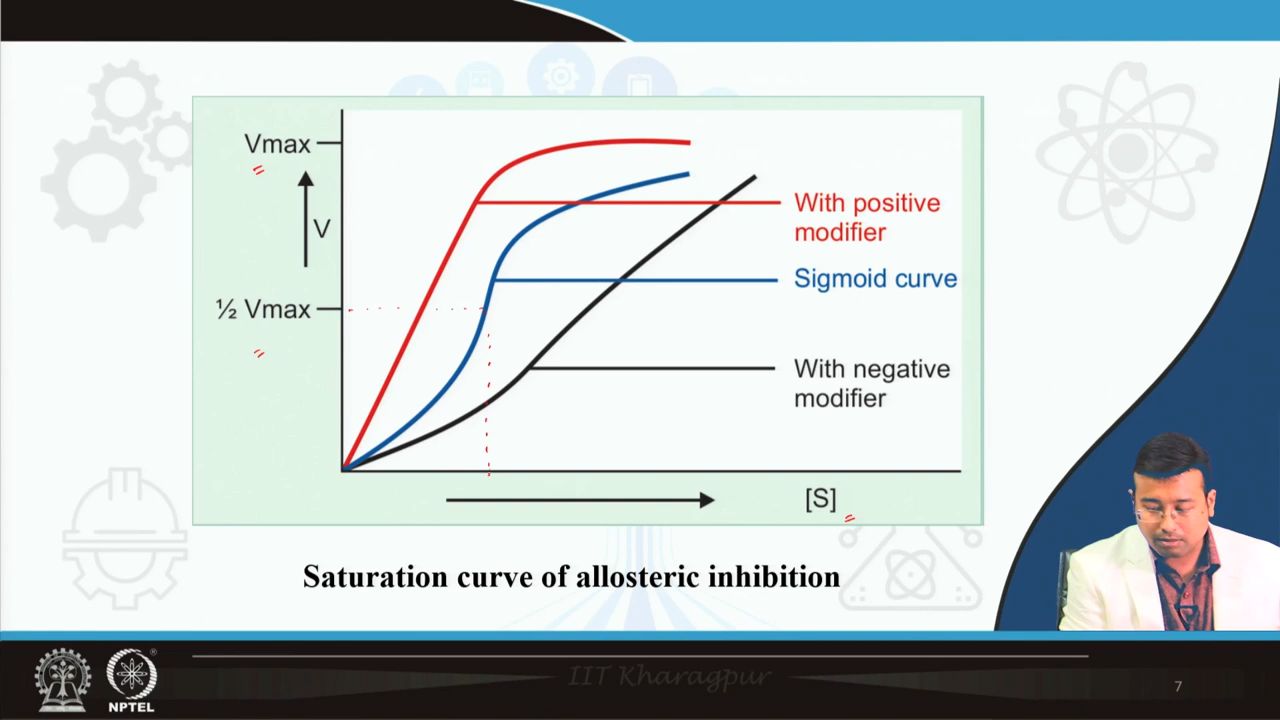 Vmax
V
½ Vmax
With positive
modifier
Sigmoid curve
With negative
modifier
[S]
Saturation curve of allosteric inhibition
NPTEL
®
IIT Kharagpur
7